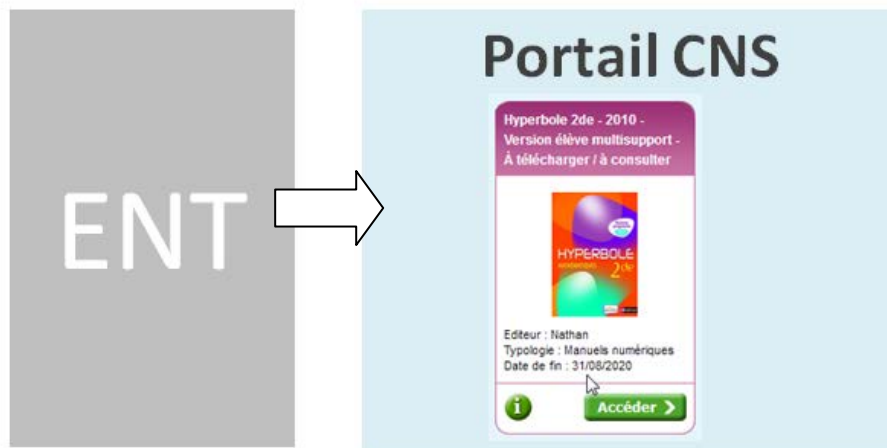 ENT
Portail CNS
Hyperbole 2de - 2010 -
Version élève multisupport -
À télécharger / à consulter
HYPERBOLE
2de
Editeur : Nathan
Typologie : Manuels numériques
Date de fin : 31/08/2020
i
Accéder